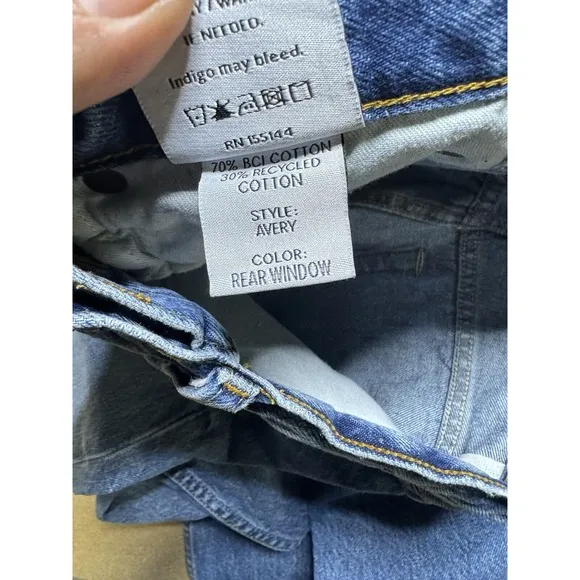 IF NEEDED.
Indigo may bleed.
RN 155144
70% BCI COTTON
30% RECYCLED
COTTON
STYLE:
AVERY
COLOR:
REAR WINDOW